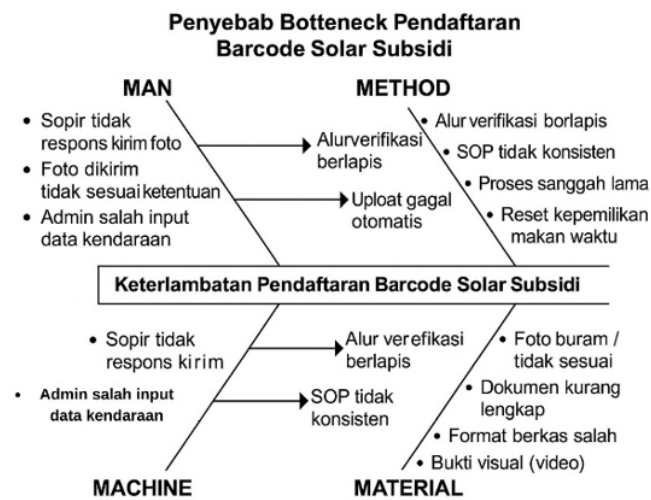 Penyebab Botteneck Pendaftaran
Barcode Solar Subsidi
MAN
METHOD
• Sopir tidak
respons kirim foto
• Foto dikirim
tidak sesuai ketentuan
• Admin salah input
data kendaraan
Alurverifikasi
berlapis
Uploat gagal
otomatis
• Alur verifikasi borlapis
• SOP tidak konsisten
• Proses sanggah lama
• Reset kepemilikan
makan waktu
Keterlambatan Pendaftaran Barcode Solar Subsidi
• Sopir tidak
respons kirim
• Admin salah input
data kendaraan
Alur verefikasi
berlapis
SOP tidak
konsisten
• Foto buram /
tidak sesuai
• Dokumen kurang
lengkap
• Format berkas salah
• Bukti visual (video)
MACHINE
MATERIAL